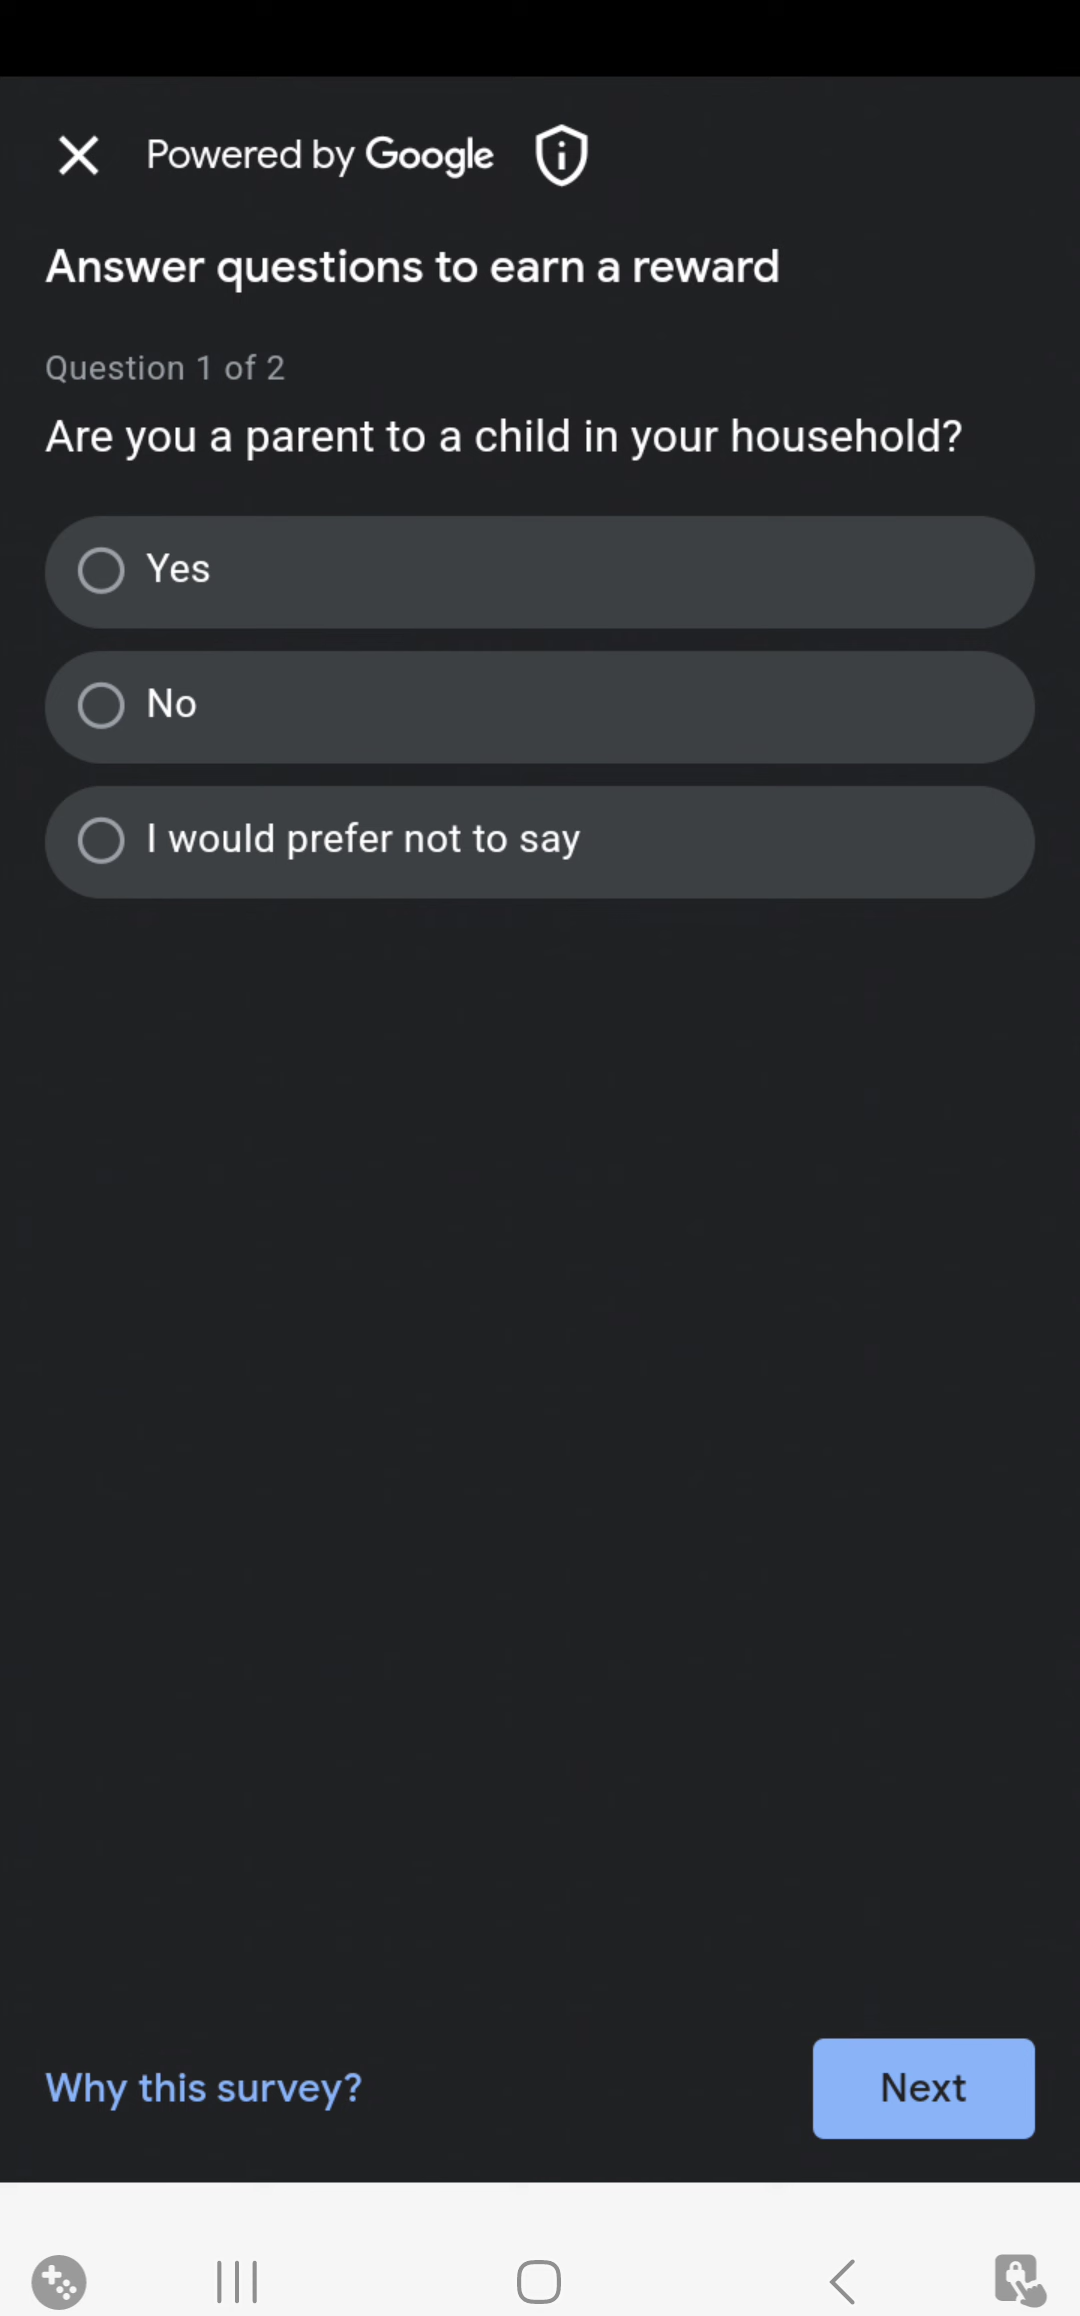 Powered by Google
Answer questions to earn a reward
Question 1 of 2
Are you a parent to a child in your household?
Yes
No
I would prefer not to say
Why this survey?
Next